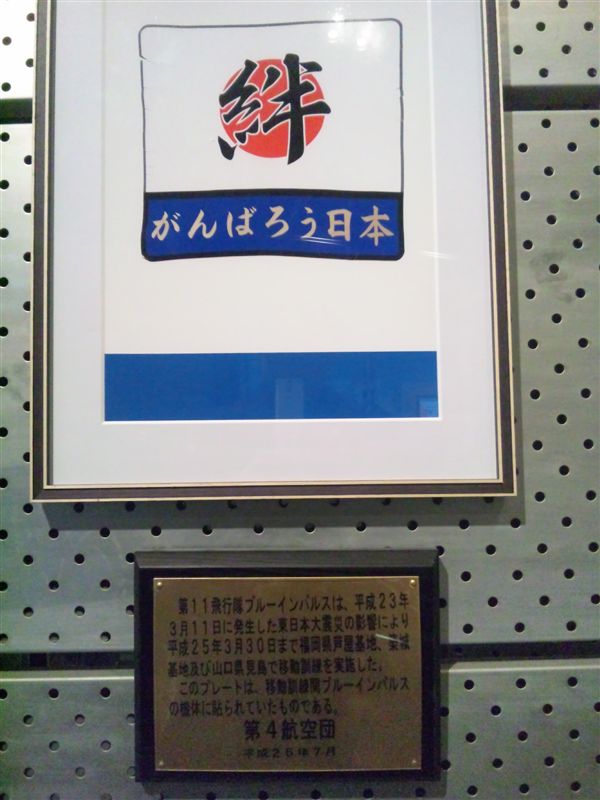 絆
がんばろう日本
第11飛行隊ブルーインパルスは、平成23年
3月11日に発生した東日本大震災の影響により
平成25年3月30日まで福岡県芦屋基地、築城
基地及び山口県見島で移動訓練を実施した。
このプレートは、移動訓練間ブルーインパルス
の機体に貼られていたものである。
第4航空団
平成25年7月